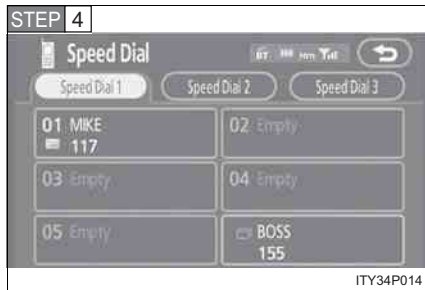 STEP 4
Speed Dial
BT
Speed Dial 1 Speed Dial 2 Speed Dial 3
01 MIKE
117
02 Empty
03 Empty
04 Empty
05 Empty
BOSS
155
ITY34P014